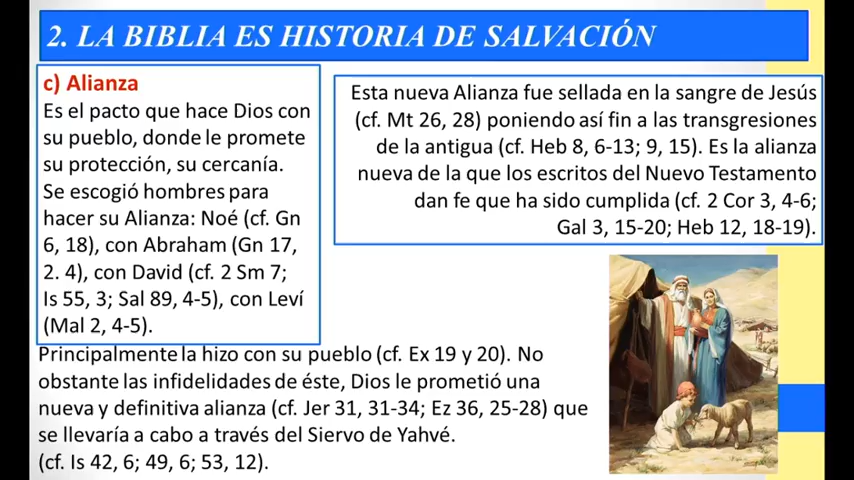 2. LA BIBLIA ES HISTORIA DE SALVACIÓN
c) Alianza
Es el pacto que hace Dios con
su pueblo, donde le promete
su protección, su cercanía.
Se escogió hombres para
hacer su Alianza: Noé (cf. Gn
6, 18), con Abraham (Gn 17,
2. 4), con David (cf. 2 Sm 7;
Is 55, 3; Sal 89, 4-5), con Leví
(Mal 2, 4-5).
Principalmente la hizo con su pueblo (cf. Ex 19 y 20). No
obstante las infidelidades de éste, Dios le prometió una
nueva y definitiva alianza (cf. Jer 31, 31-34; Ez 36, 25-28) que
se llevaría a cabo a través del Siervo de Yahvé.
(cf. Is 42, 6; 49, 6; 53, 12).
Esta nueva Alianza fue sellada en la sangre de Jesús
(cf. Mt 26, 28) poniendo así fin a las transgresiones
de la antigua (cf. Heb 8, 6-13; 9, 15). Es la alianza
nueva de la que los escritos del Nuevo Testamento
dan fe que ha sido cumplida (cf. 2 Cor 3, 4-6;
Gal 3, 15-20; Heb 12, 18-19).